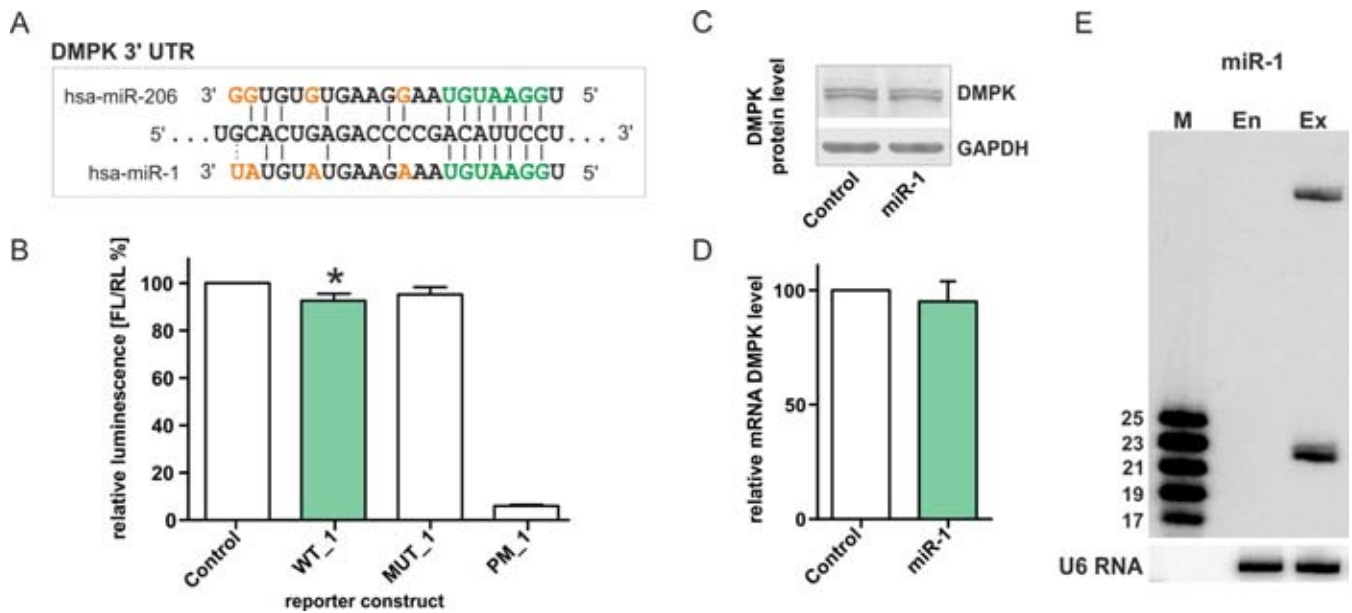 A
DMPK 3' UTR
hsa-miR-206 3' GGUGUGUGAAGGAAUGUAAGGU 5'
5' ...UGCACUGAGACCCCGACAUUCCU... 3'
hsa-miR-1 3' UAUGUAUGAAGAAAUGUAAGGU 5'
B
relative luminescence [FL/RL %]
100
80
60
40
20
0
*
Control
WT_1
MUT_1
PM_1
reporter construct
C
DMPK
protein level
DMPK
GAPDH
Control
miR-1
D
relative mRNA DMPK level
100
50
0
Control
miR-1
E
miR-1
M En Ex
25
23
21
19
17
U6 RNA